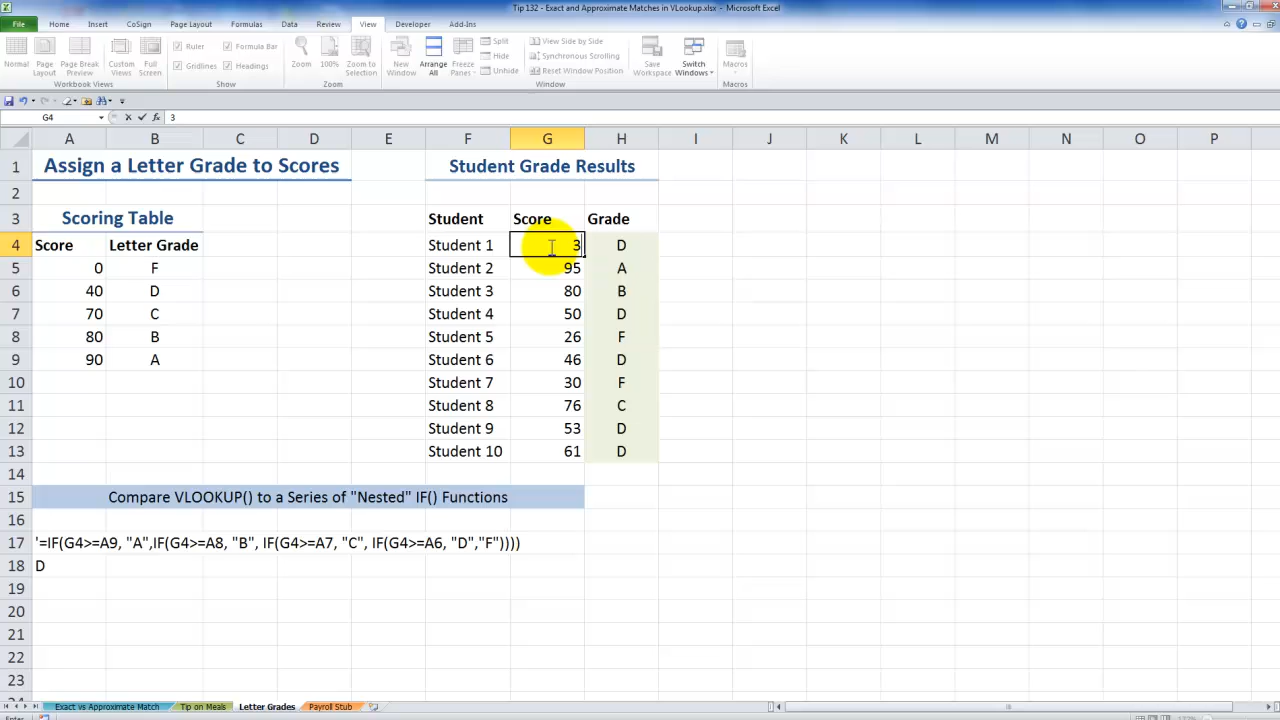 Tip 132 - Exact and Approximate Matches in VLookup.xlsx - Microsoft Excel
File Home Insert CoSign Page Layout Formulas Data Review View Developer Add-Ins
Normal Page Layout Page Break Preview Custom Views Full Screen
Workbook Views
Ruler Formula Bar
Gridlines Headings
Show
Zoom 100% Zoom to Selection
Zoom
New Window Arrange All Freeze Panes Split Hide Unhide
View Side by Side
Synchronous Scrolling
Reset Window Position
Window
Save Workspace Switch Windows
Macros
Macros
G4 fx 3
A B C D E F G H I J K L M N O P
1 Assign a Letter Grade to Scores Student Grade Results
2
3 Scoring Table Student Score Grade
4 Score Letter Grade Student 1 3 D
5 0 F Student 2 95 A
6 40 D Student 3 80 B
7 70 C Student 4 50 D
8 80 B Student 5 26 F
9 90 A Student 6 46 D
10 Student 7 30 F
11 Student 8 76 C
12 Student 9 53 D
13 Student 10 61 D
14
15 Compare VLOOKUP() to a Series of "Nested" IF() Functions
16
17 '=IF(G4>=A9, "A",IF(G4>=A8, "B", IF(G4>=A7, "C", IF(G4>=A6, "D","F"))))
18 D
19
20
21
22
23
Exact vs Approximate Match Tip on Meals Letter Grades Payroll Stub
Enter